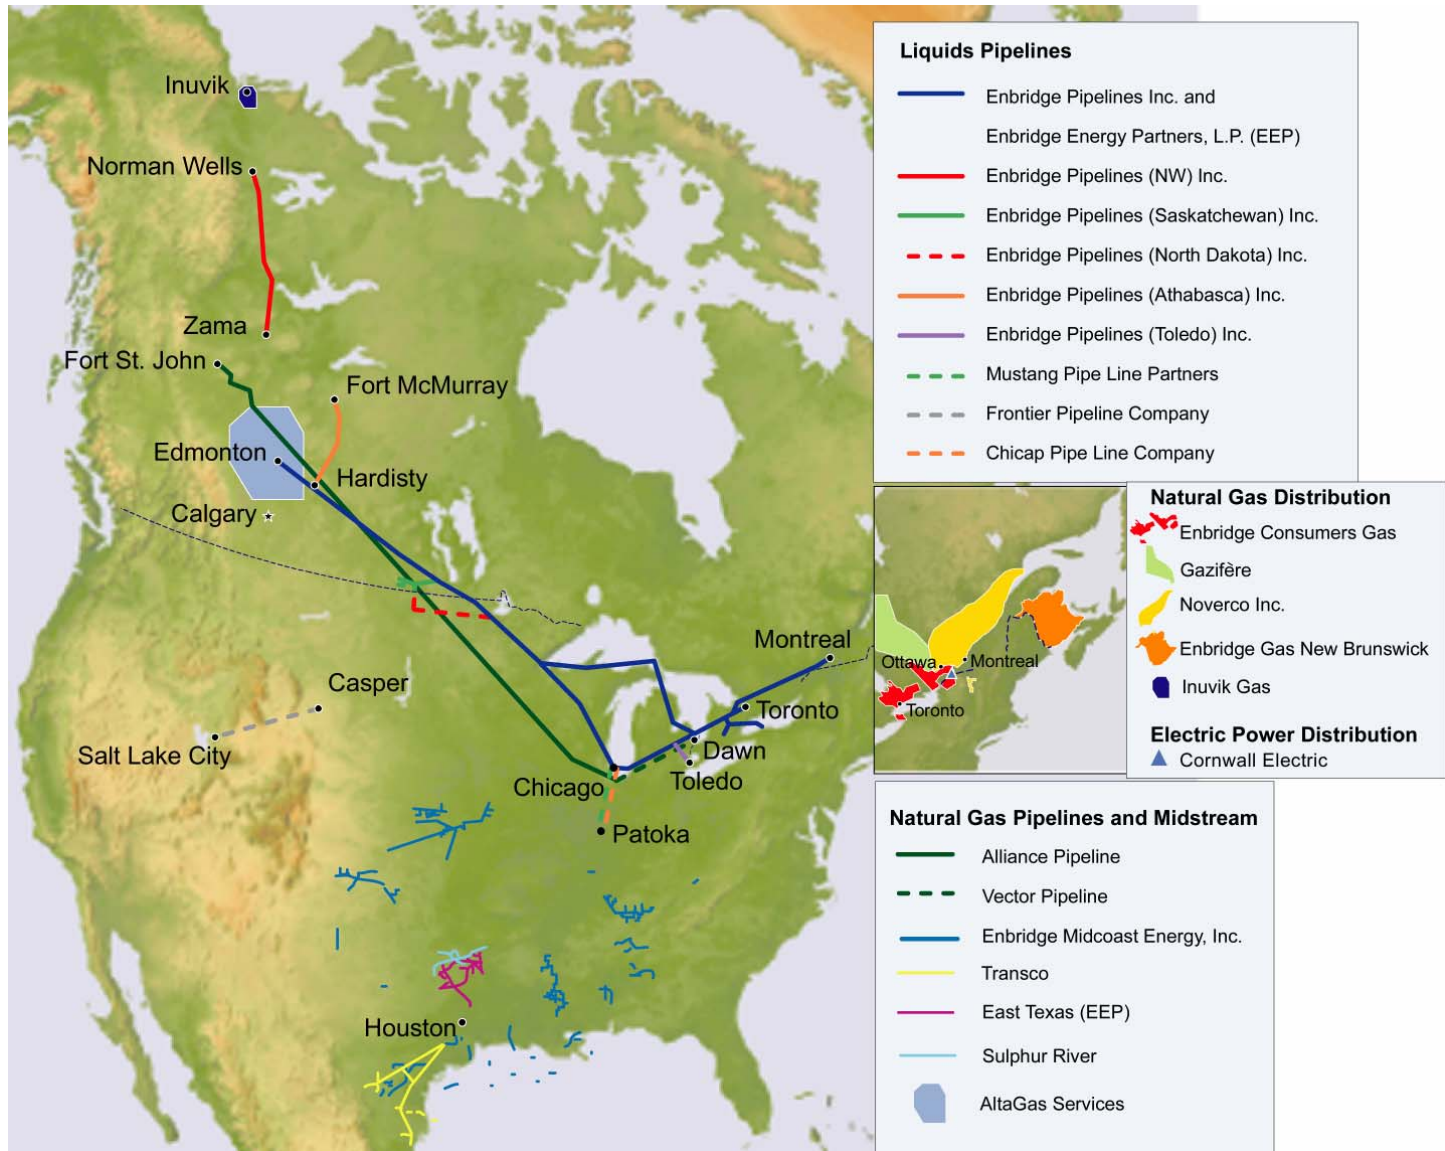 Inuvik
Norman Wells
Zama
Fort St. John
Fort McMurray
Edmonton
Hardisty
Calgary
Casper
Salt Lake City
Montreal
Toronto
Dawn
Toledo
Chicago
Patoka
Houston
Liquids Pipelines
Enbridge Pipelines Inc. and
Enbridge Energy Partners, L.P. (EEP)
Enbridge Pipelines (NW) Inc.
Enbridge Pipelines (Saskatchewan) Inc.
Enbridge Pipelines (North Dakota) Inc.
Enbridge Pipelines (Athabasca) Inc.
Enbridge Pipelines (Toledo) Inc.
Mustang Pipe Line Partners
Frontier Pipeline Company
Chicap Pipe Line Company
Ottawa
Montreal
Toronto
Natural Gas Distribution
Enbridge Consumers Gas
Gazifère
Noverco Inc.
Enbridge Gas New Brunswick
Inuvik Gas
Electric Power Distribution
Cornwall Electric
Natural Gas Pipelines and Midstream
Alliance Pipeline
Vector Pipeline
Enbridge Midcoast Energy, Inc.
Transco
East Texas (EEP)
Sulphur River
AltaGas Services